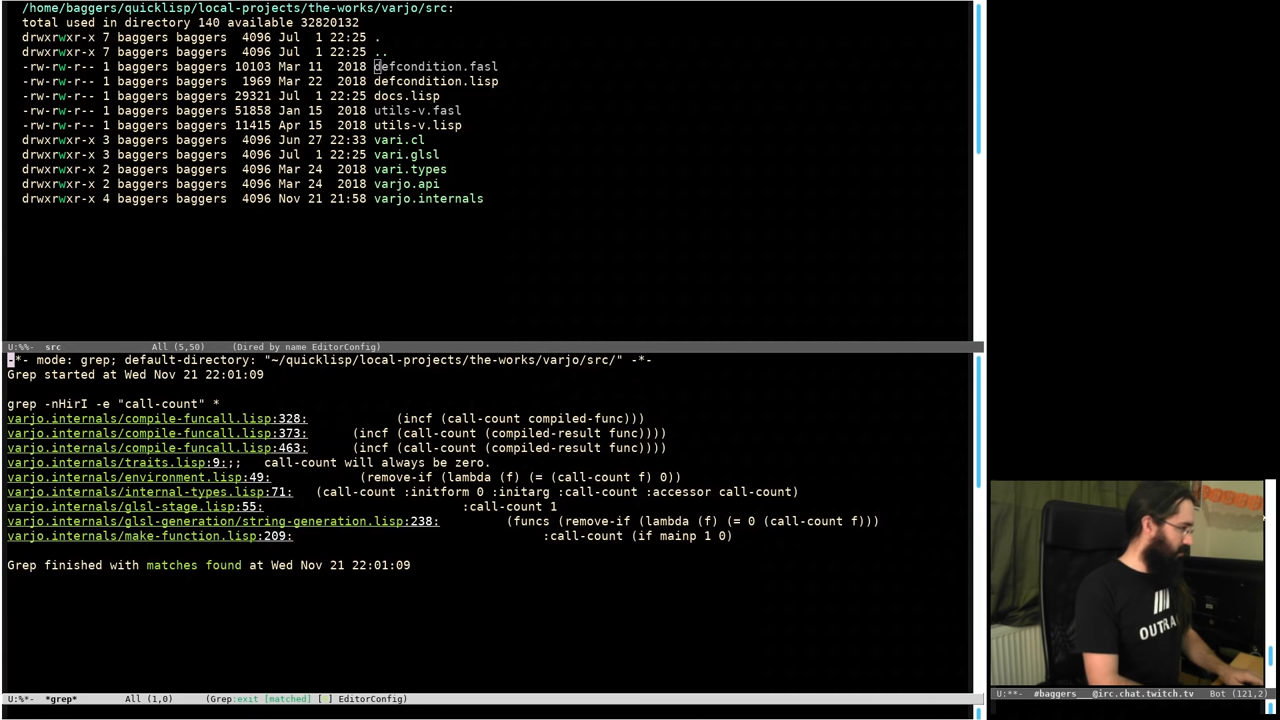 /home/baggers/quicklisp/local-projects/the-works/varjo/src:
total used in directory 140 available 32820132
drwxrwxr-x 7 baggers baggers  4096 Jul  1 22:25 .
drwxrwxr-x 7 baggers baggers  4096 Jul  1 22:25 ..
-rw-rw-r-- 1 baggers baggers 10103 Mar 11  2018 defcondition.fasl
-rw-rw-r-- 1 baggers baggers  1969 Mar 22  2018 defcondition.lisp
-rw-rw-r-- 1 baggers baggers 29321 Jul  1 22:25 docs.lisp
-rw-rw-r-- 1 baggers baggers 51858 Jan 15  2018 utils-v.fasl
-rw-rw-r-- 1 baggers baggers 11415 Apr 15  2018 utils-v.lisp
drwxrwxr-x 3 baggers baggers  4096 Jun 27 22:33 vari.cl
drwxrwxr-x 3 baggers baggers  4096 Jul  1 22:25 vari.glsl
drwxrwxr-x 2 baggers baggers  4096 Mar 24  2018 vari.types
drwxrwxr-x 2 baggers baggers  4096 Mar 24  2018 varjo.api
drwxrwxr-x 4 baggers baggers  4096 Nov 21 21:58 varjo.internals
U:%%-  src            All (5,50)     (Dired by name EditorConfig)
-*- mode: grep; default-directory: "~/quicklisp/local-projects/the-works/varjo/src/" -*-
Grep started at Wed Nov 21 22:01:09
grep -nHirI -e "call-count" *
varjo.internals/compile-funcall.lisp:328:            (incf (call-count compiled-func)))
varjo.internals/compile-funcall.lisp:373:      (incf (call-count (compiled-result func))))
varjo.internals/compile-funcall.lisp:463:      (incf (call-count (compiled-result func))))
varjo.internals/traits.lisp:9:;;   call-count will always be zero.
varjo.internals/environment.lisp:49:            (remove-if (lambda (f) (= (call-count f) 0))
varjo.internals/internal-types.lisp:71:   (call-count :initform 0 :initarg :call-count :accessor call-count)
varjo.internals/glsl-stage.lisp:55:                           :call-count 1
varjo.internals/glsl-generation/string-generation.lisp:238:         (funcs (remove-if (lambda (f) (= 0 (call-count f)))
varjo.internals/make-function.lisp:209:                                  :call-count (if mainp 1 0)
Grep finished with matches found at Wed Nov 21 22:01:09
OUTRA
U:%*-  *grep*         All (1,0)      (Grep:exit [matched] [] EditorConfig)
U:**-  #baggers__@irc.chat.twitch.tv   Bot (121,2)